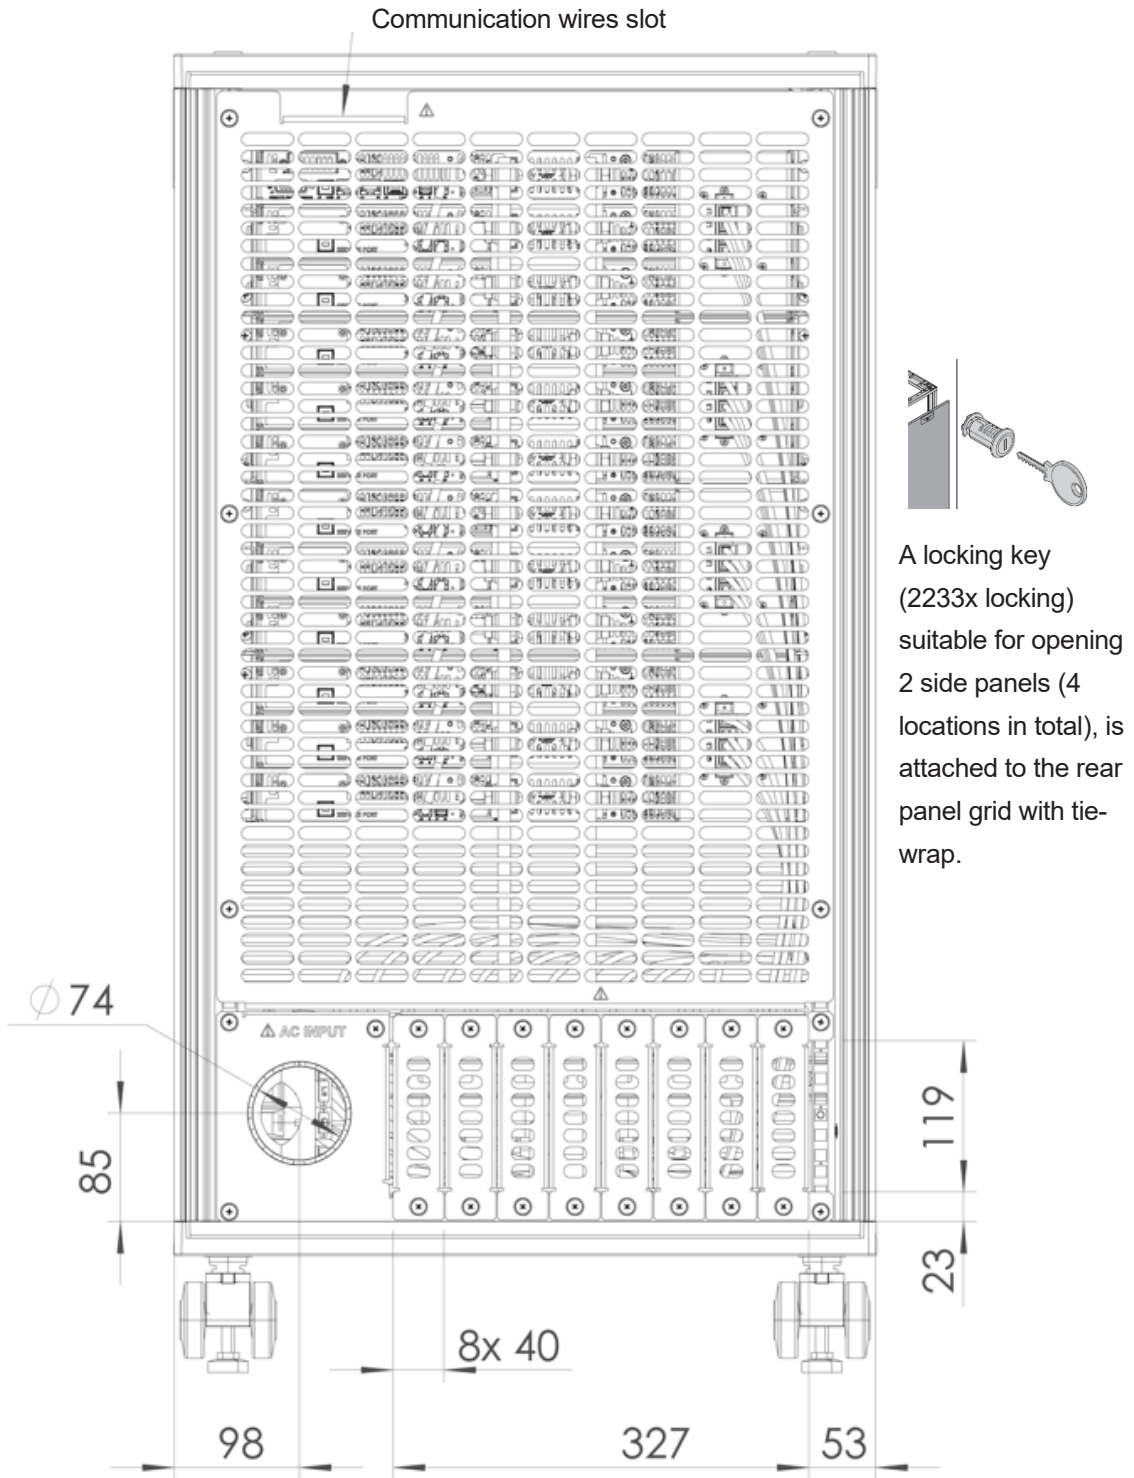 Communication wires slot
A locking key
(2233x locking)
suitable for opening
2 side panels (4
locations in total), is
attached to the rear
panel grid with tie-
wrap.
∅ 74
AC INPUT
119
85
23
8x 40
98
327
53